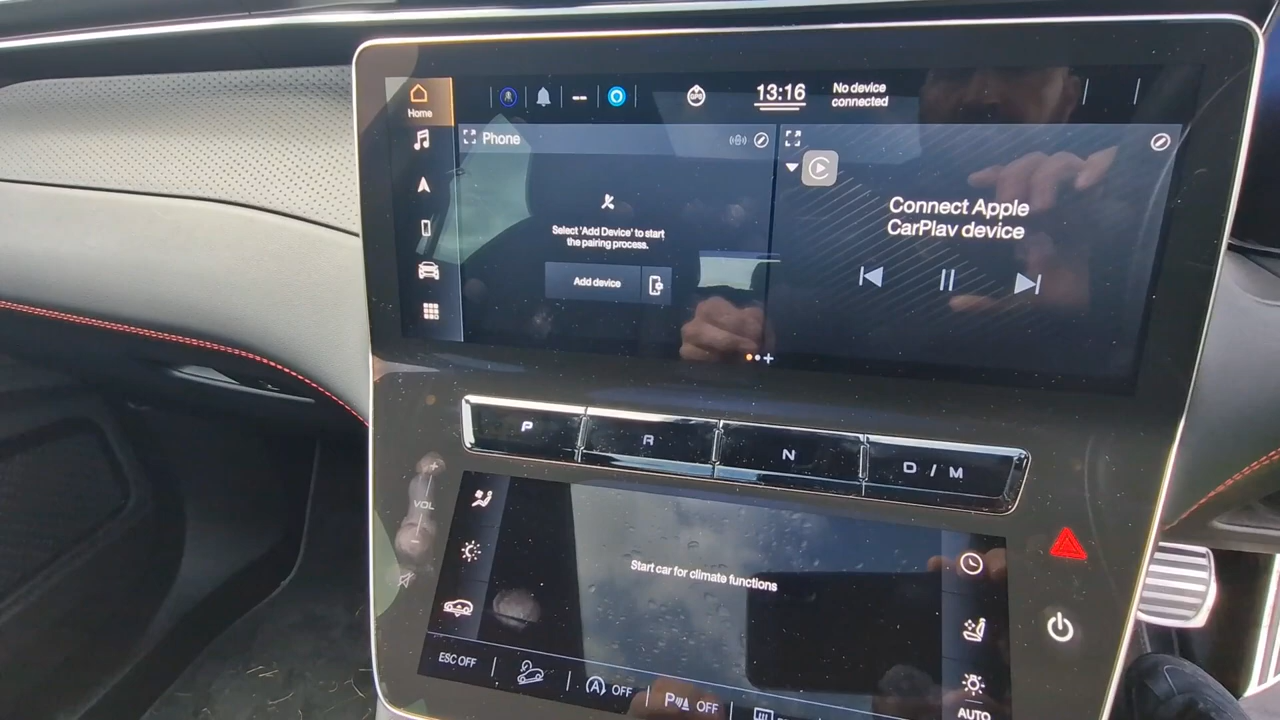 Home
GPS
13:16
No device
connected
Phone
Select 'Add Device' to start
the pairing process.
Add device
Connect Apple
CarPlay device
P
R
N
D / M
VOL
Start car for climate functions
ESC OFF
A OFF
P OFF
AUTO